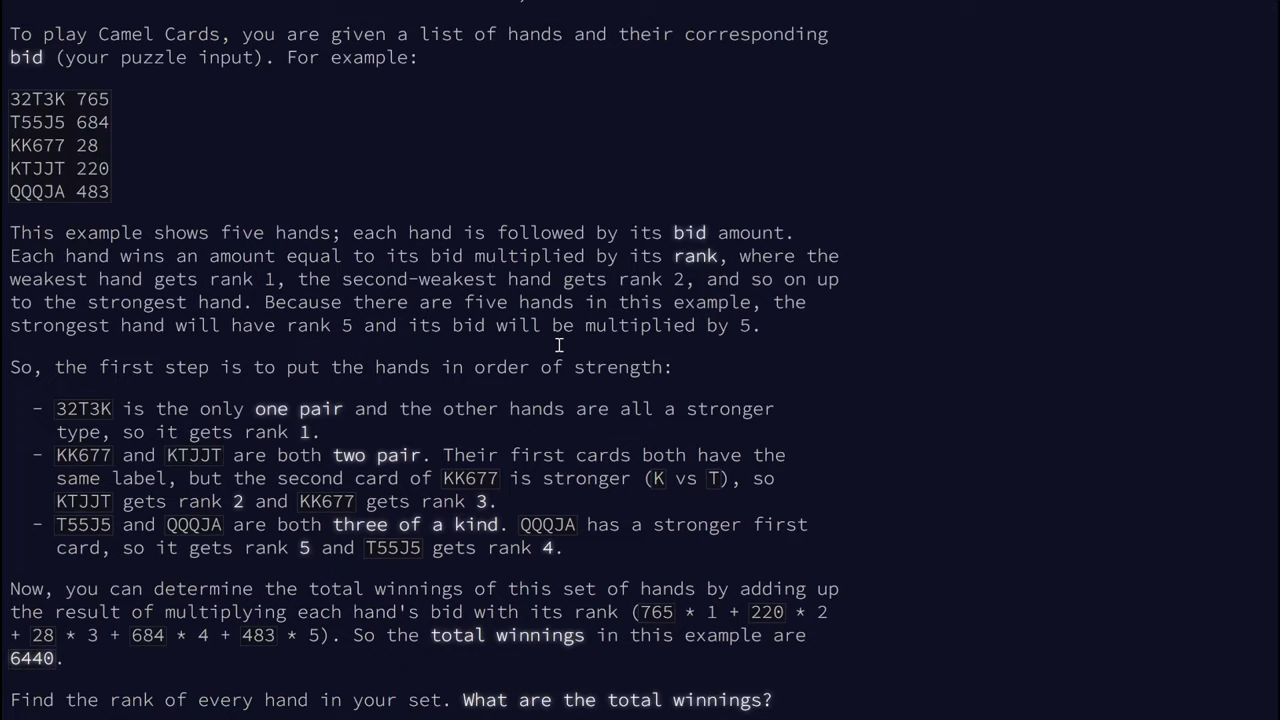 To play Camel Cards, you are given a list of hands and their corresponding
bid (your puzzle input). For example:
32T3K 765
T55J5 684
KK677 28
KTJJT 220
QQQJA 483
This example shows five hands; each hand is followed by its bid amount.
Each hand wins an amount equal to its bid multiplied by its rank, where the
weakest hand gets rank 1, the second-weakest hand gets rank 2, and so on up
to the strongest hand. Because there are five hands in this example, the
strongest hand will have rank 5 and its bid will be multiplied by 5.
So, the first step is to put the hands in order of strength:
- 32T3K is the only one pair and the other hands are all a stronger
type, so it gets rank 1.
- KK677 and KTJJT are both two pair. Their first cards both have the
same label, but the second card of KK677 is stronger (K vs T), so
KTJJT gets rank 2 and KK677 gets rank 3.
- T55J5 and QQQJA are both three of a kind. QQQJA has a stronger first
card, so it gets rank 5 and T55J5 gets rank 4.
Now, you can determine the total winnings of this set of hands by adding up
the result of multiplying each hand's bid with its rank (765 * 1 + 220 * 2
+ 28 * 3 + 684 * 4 + 483 * 5). So the total winnings in this example are
6440.
Find the rank of every hand in your set. What are the total winnings?